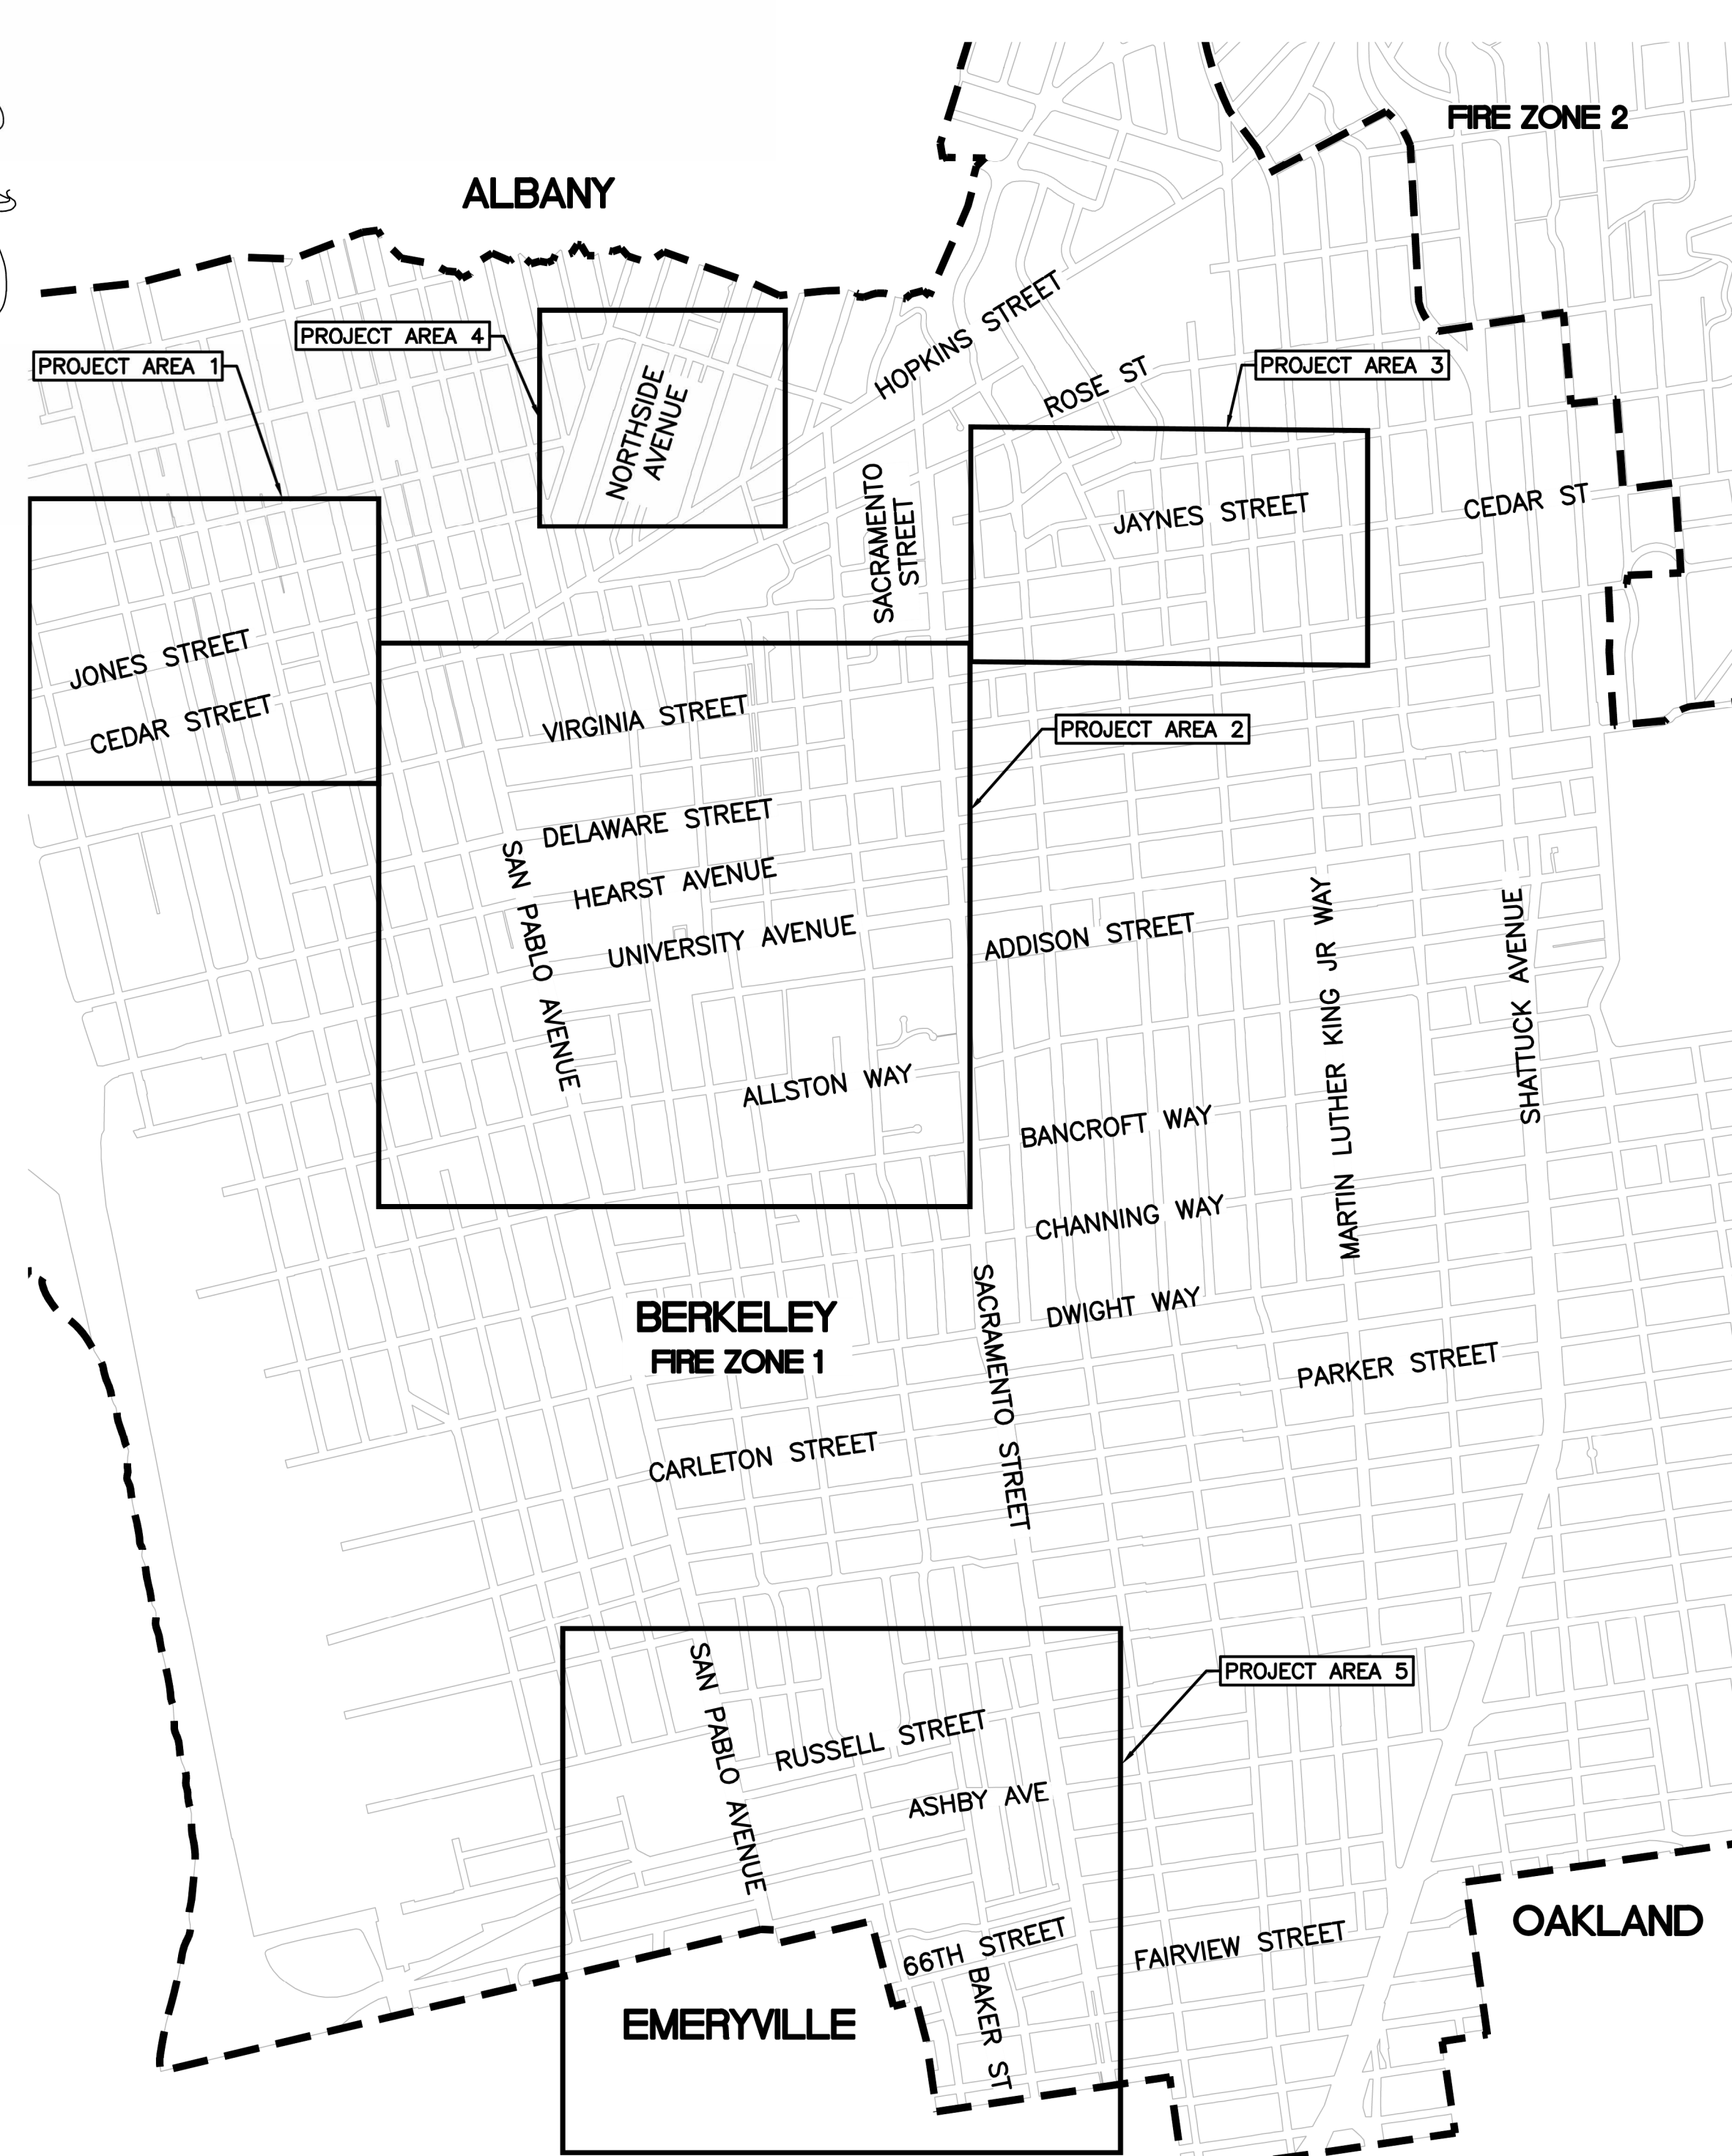 FIRE ZONE 2
ALBANY
PROJECT AREA 4
PROJECT AREA 1
PROJECT AREA 3
HOPKINS STREET
ROSE ST
NORTHSIDE
AVENUE
SACRAMENTO
STREET
JAYNES STREET
CEDAR ST
JONES STREET
CEDAR STREET
VIRGINIA STREET
PROJECT AREA 2
DELAWARE STREET
HEARST AVENUE
UNIVERSITY AVENUE
SAN PABLO AVENUE
ADDISON STREET
MARTIN LUTHER KING JR WAY
SHATTUCK AVENUE
ALLSTON WAY
BANCROFT WAY
CHANNING WAY
DWIGHT WAY
SACRAMENTO STREET
BERKELEY
FIRE ZONE 1
PARKER STREET
CARLETON STREET
PROJECT AREA 5
SAN PABLO AVENUE
RUSSELL STREET
ASHBY AVE
66TH STREET
FAIRVIEW STREET
OAKLAND
BAKER ST
EMERYVILLE